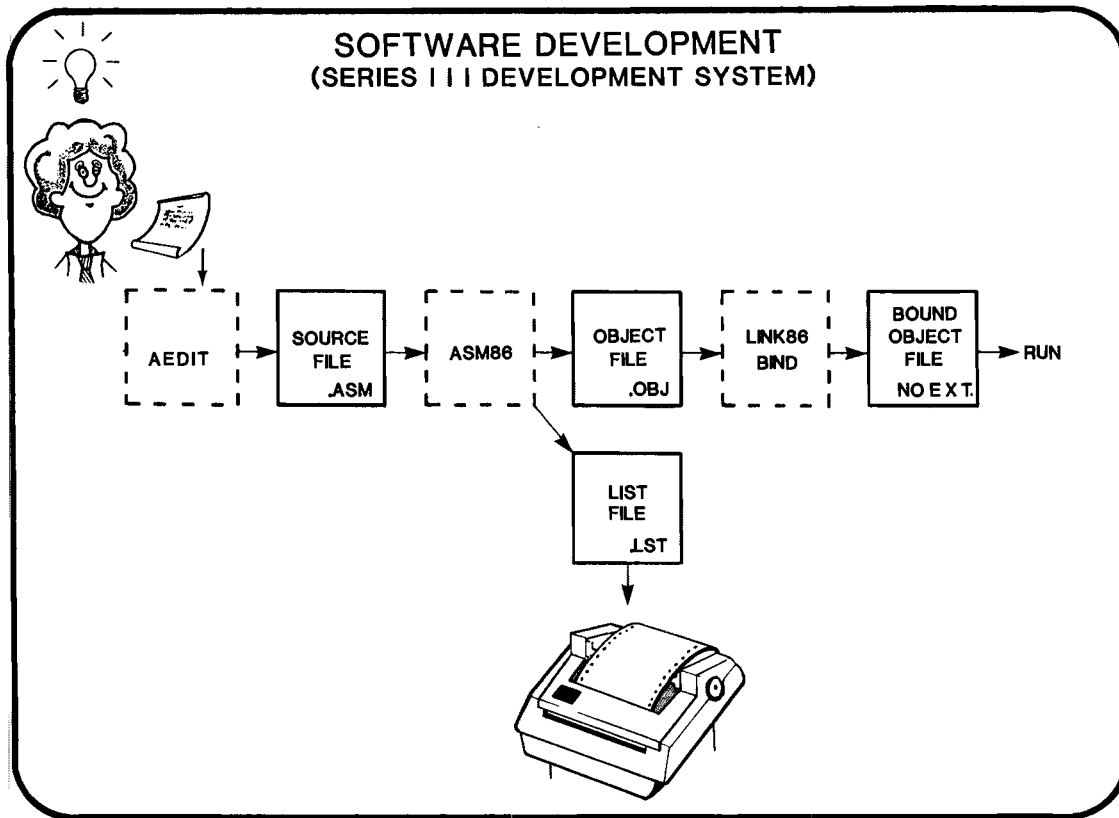 SOFTWARE DEVELOPMENT
(SERIES III DEVELOPMENT SYSTEM)
AEDIT
SOURCE
FILE
.ASM
ASM86
OBJECT
FILE
.OBJ
LINK86
BIND
BOUND
OBJECT
FILE
NO EXT.
RUN
LIST
FILE
.LST